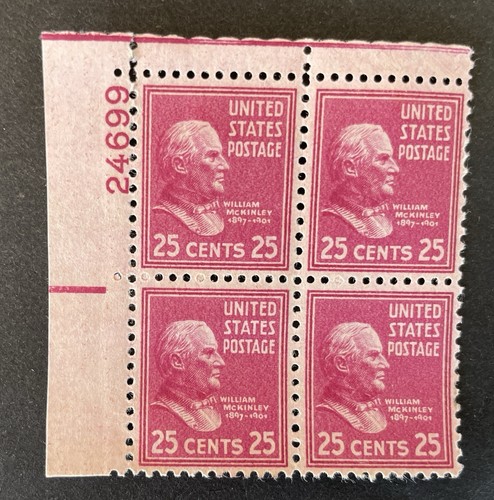 24699
UNITED
STATES
POSTAGE
WILLIAM
McKINLEY
1897-1901
25 CENTS 25
UNITED
STATES
POSTAGE
WILLIAM
McKINLEY
1897-1901
25 CENTS 25
UNITED
STATES
POSTAGE
WILLIAM
McKINLEY
1897-1901
25 CENTS 25
UNITED
STATES
POSTAGE
WILLIAM
McKINLEY
1897-1901
25 CENTS 25